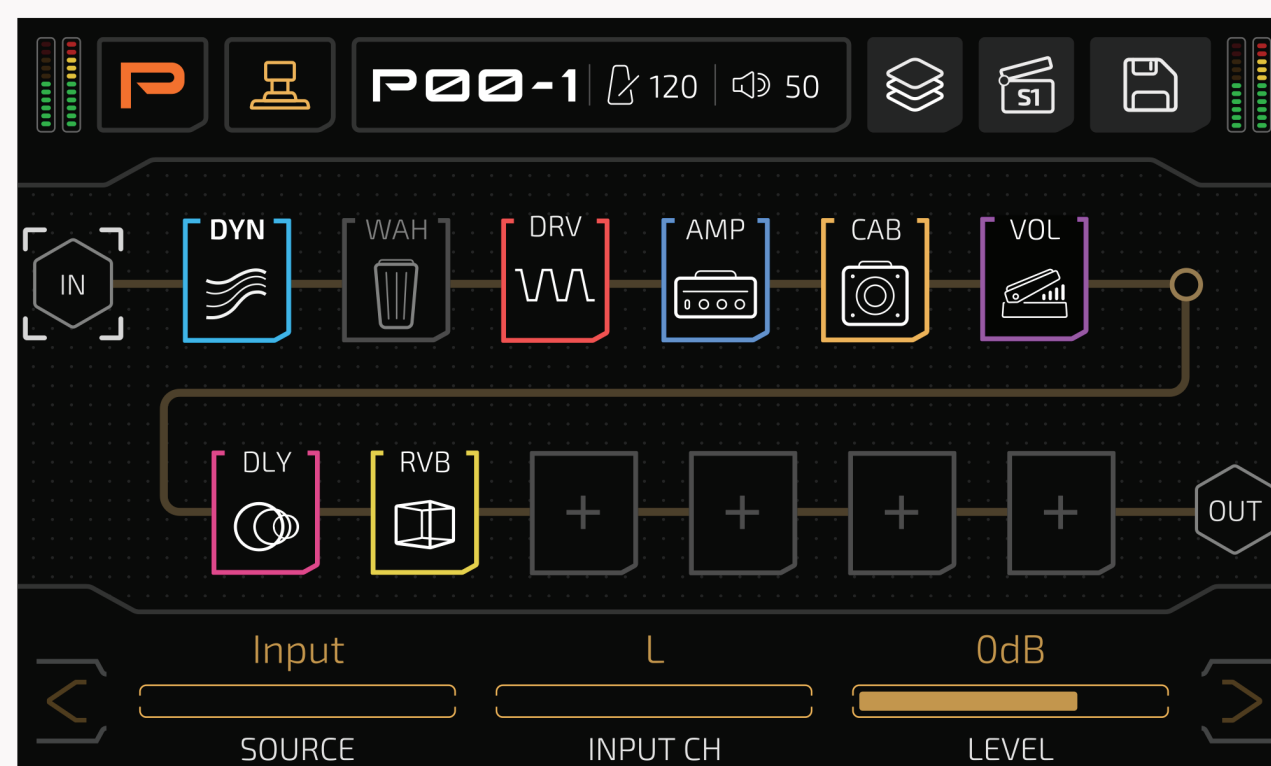 P00-1 120 50 S1
IN DYN WAH DRV AMP CAB VOL
DLY RVB + + + + OUT
Input L 0dB
SOURCE INPUT CH LEVEL